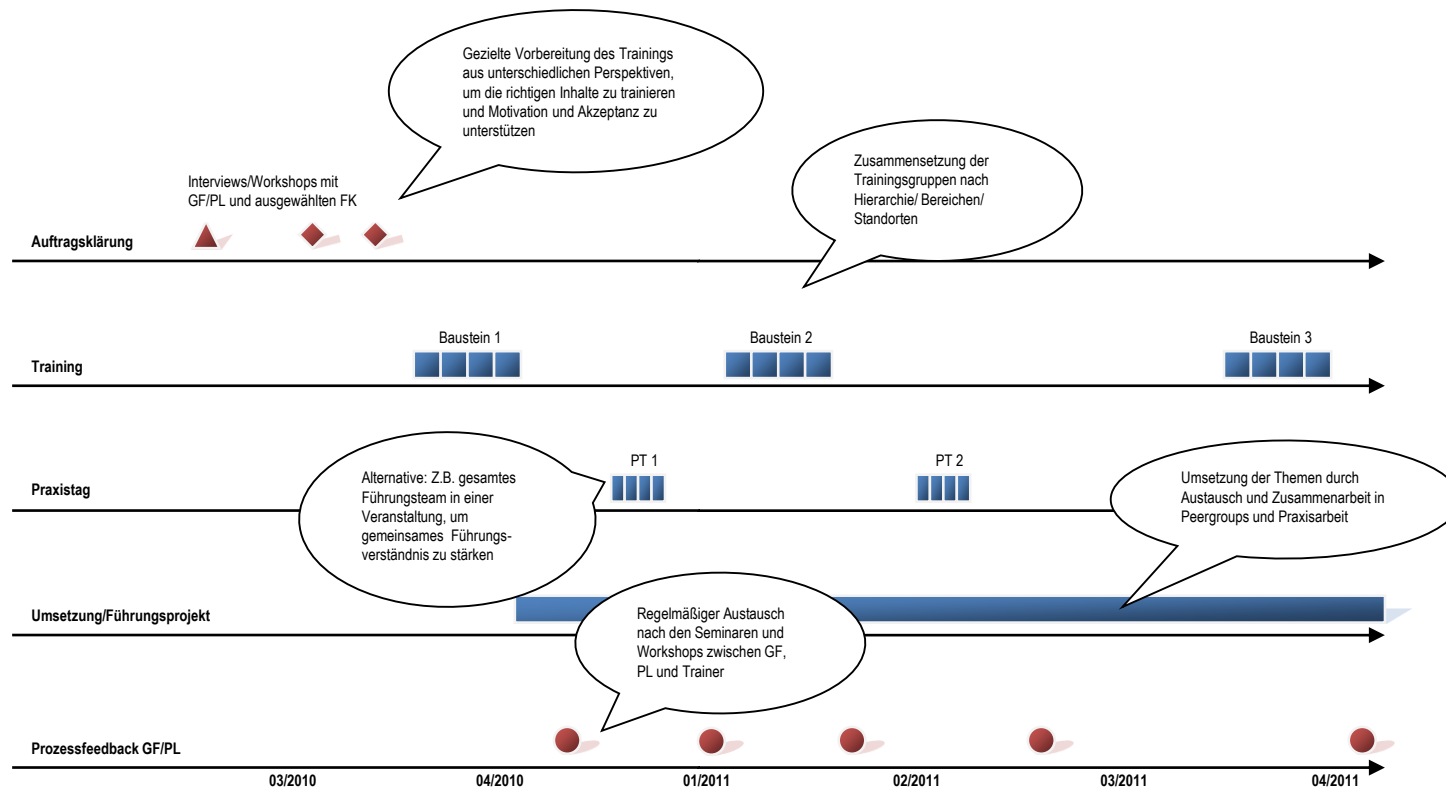 Gezielte Vorbereitung des Trainings
aus unterschiedlichen Perspektiven,
um die richtigen Inhalte zu trainieren
und Motivation und Akzeptanz zu
unterstützen
Zusammensetzung der
Trainingsgruppen nach
Hierarchie/ Bereichen/
Standorten
Interviews/Workshops mit
GF/PL und ausgewählten FK
Auftragsklärung
Baustein 1
Baustein 2
Baustein 3
Training
Alternative: Z.B. gesamtes
Führungsteam in einer
Veranstaltung, um
gemeinsames Führungs-
verständnis zu stärken
PT 1
PT 2
Umsetzung der Themen durch
Austausch und Zusammenarbeit in
Peergroups und Praxisarbeit
Praxistag
Umsetzung/Führungsprojekt
Regelmäßiger Austausch
nach den Seminaren und
Workshops zwischen GF,
PL und Trainer
Prozessfeedback GF/PL
03/2010
04/2010
01/2011
02/2011
03/2011
04/2011